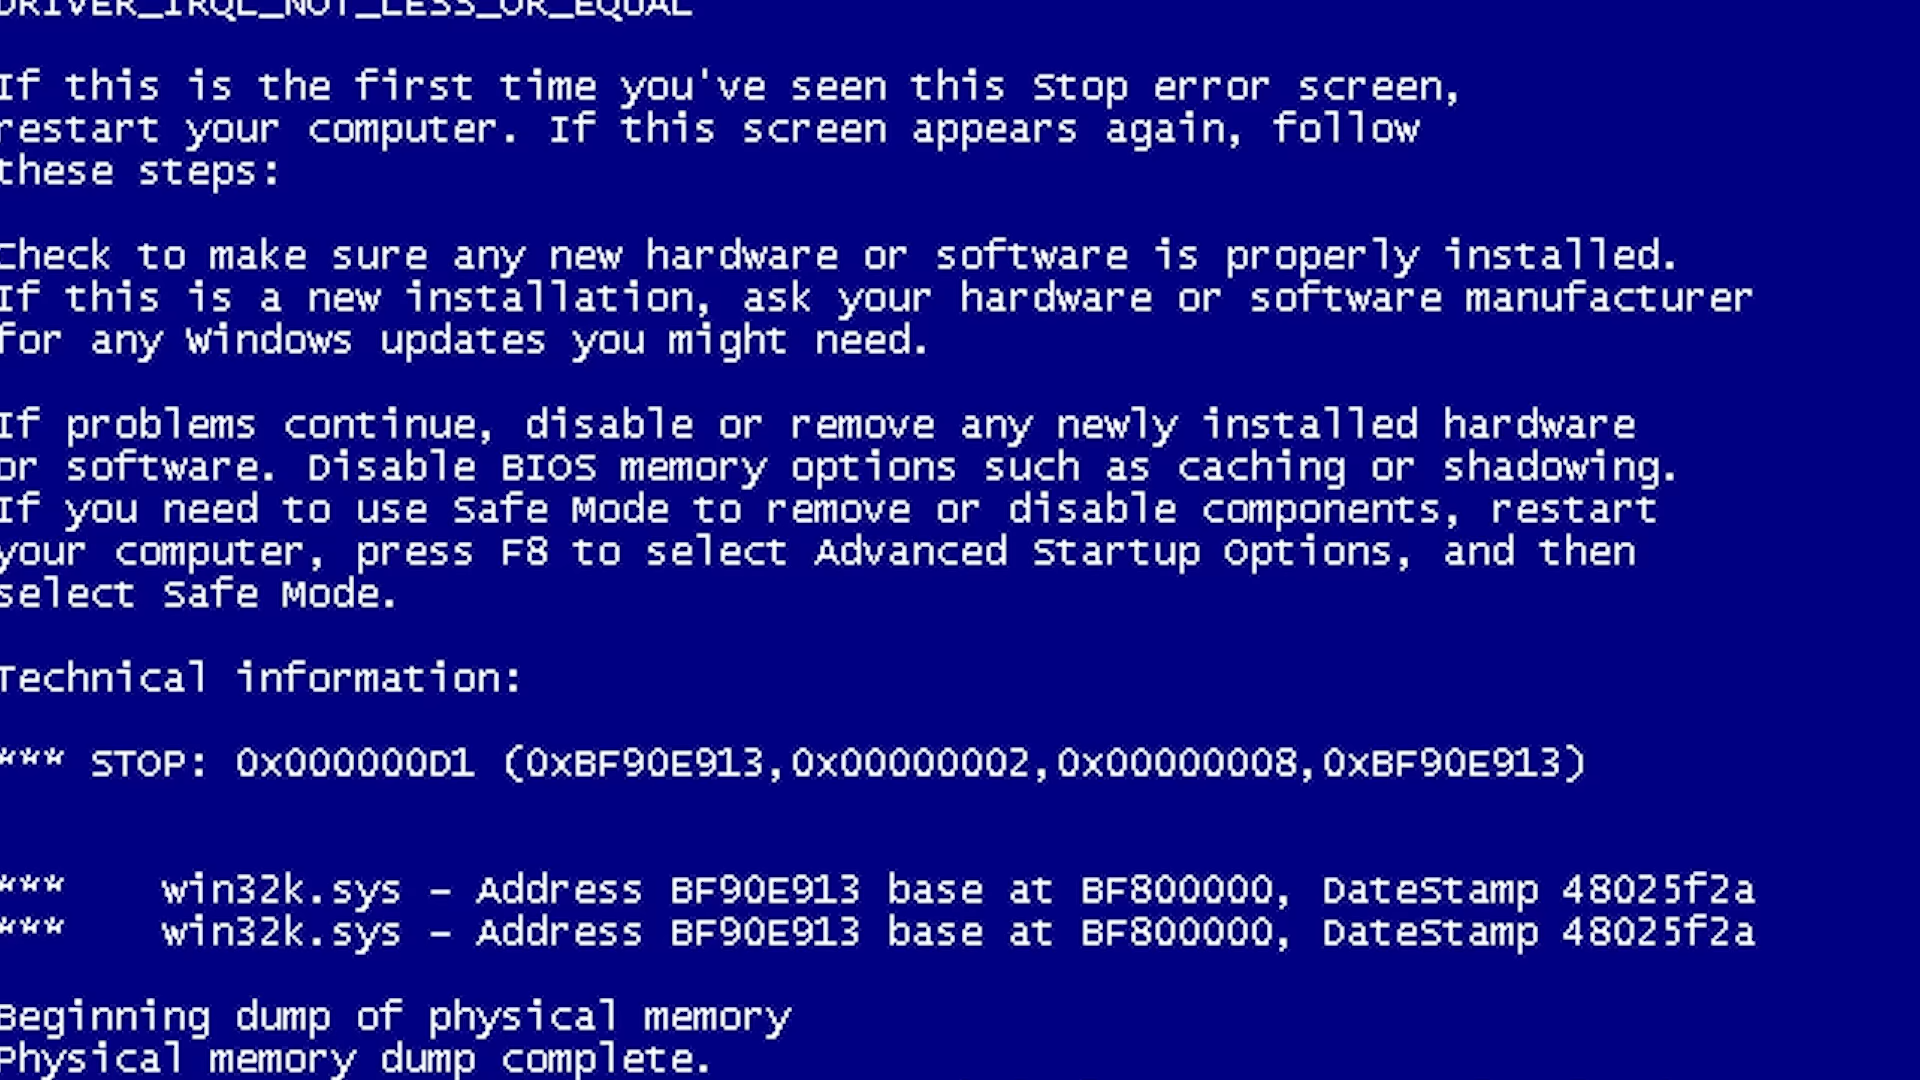 DRIVER_IRQL_NOT_LESS_OR_EQUAL
If this is the first time you've seen this Stop error screen,
restart your computer. If this screen appears again, follow
these steps:
Check to make sure any new hardware or software is properly installed.
If this is a new installation, ask your hardware or software manufacturer
for any Windows updates you might need.
If problems continue, disable or remove any newly installed hardware
or software. Disable BIOS memory options such as caching or shadowing.
If you need to use Safe Mode to remove or disable components, restart
your computer, press F8 to select Advanced Startup Options, and then
select Safe Mode.
Technical information:
*** STOP: 0x000000D1 (0xBF90E913,0x00000002,0x00000008,0xBF90E913)
*** win32k.sys - Address BF90E913 base at BF800000, DateStamp 48025f2a
*** win32k.sys - Address BF90E913 base at BF800000, DateStamp 48025f2a
Beginning dump of physical memory
Physical memory dump complete.